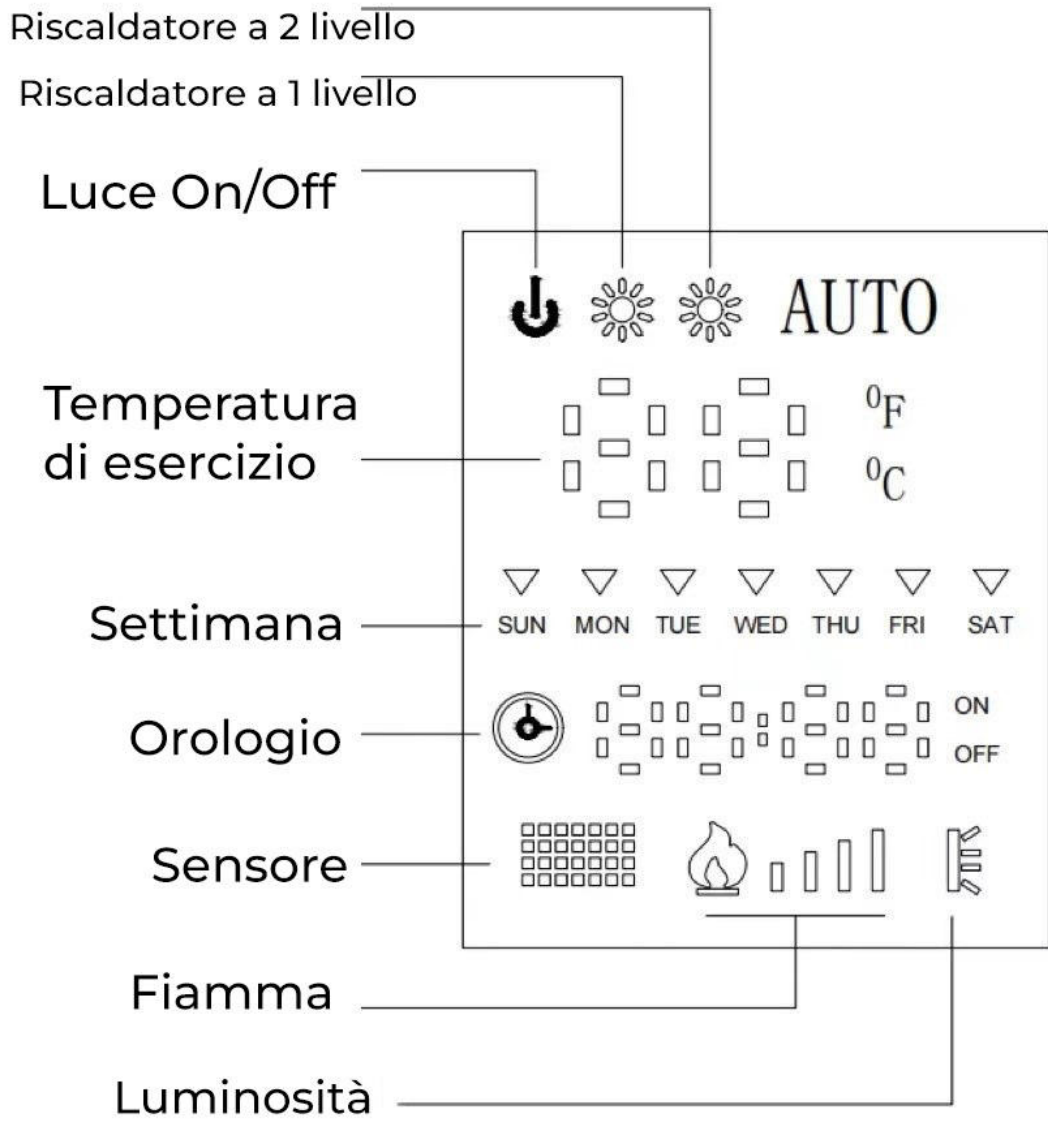 Riscaldatore a 2 livello
Riscaldatore a 1 livello
Luce On/Off
AUTO
Temperatura
di esercizio
⁰F
⁰C
Settimana
SUN MON TUE WED THU FRI SAT
Orologio
ON
OFF
Sensore
Fiamma
Luminosità